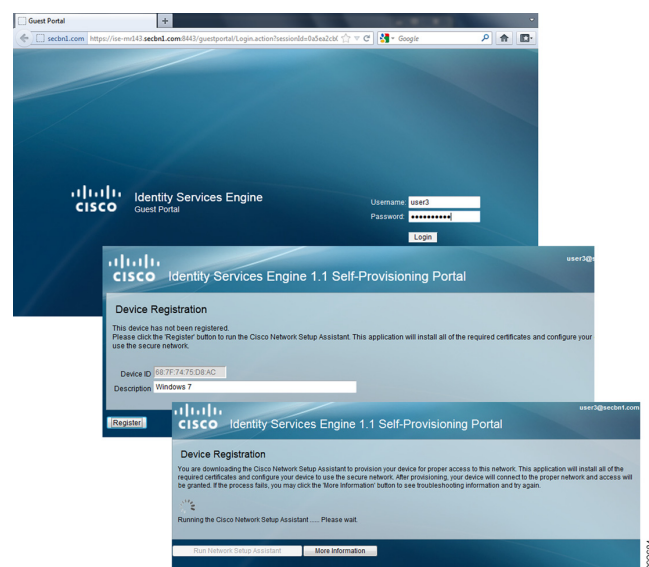 Guest Portal
secbn1.com https://ise-mr143.secbn1.com:8443/guestportal/Login.action?sessionId=0a5ea2cb( Google
CISCO
Identity Services Engine
Guest Portal
Username: user3
Password: ••••••••••
Login
CISCO Identity Services Engine 1.1 Self-Provisioning Portal
user3@s
Device Registration
This device has not been registered.
Please click the 'Register' button to run the Cisco Network Setup Assistant. This application will install all of the required certificates and configure your
use the secure network.
Device ID 68:7F:74:75:D8:AC
Description Windows 7
Register
CISCO Identity Services Engine 1.1 Self-Provisioning Portal
user3@secbn1.com
Device Registration
You are downloading the Cisco Network Setup Assistant to provision your device for proper access to this network. This application will install all of the
required certificates and configure your device to use the secure network. After provisioning, your device will connect to the proper network and access will
be granted. If the process fails, you may click the 'More Information' button to see troubleshooting information and try again.
Running the Cisco Network Setup Assistant ..... Please wait.
Run Network Setup Assistant
More Information